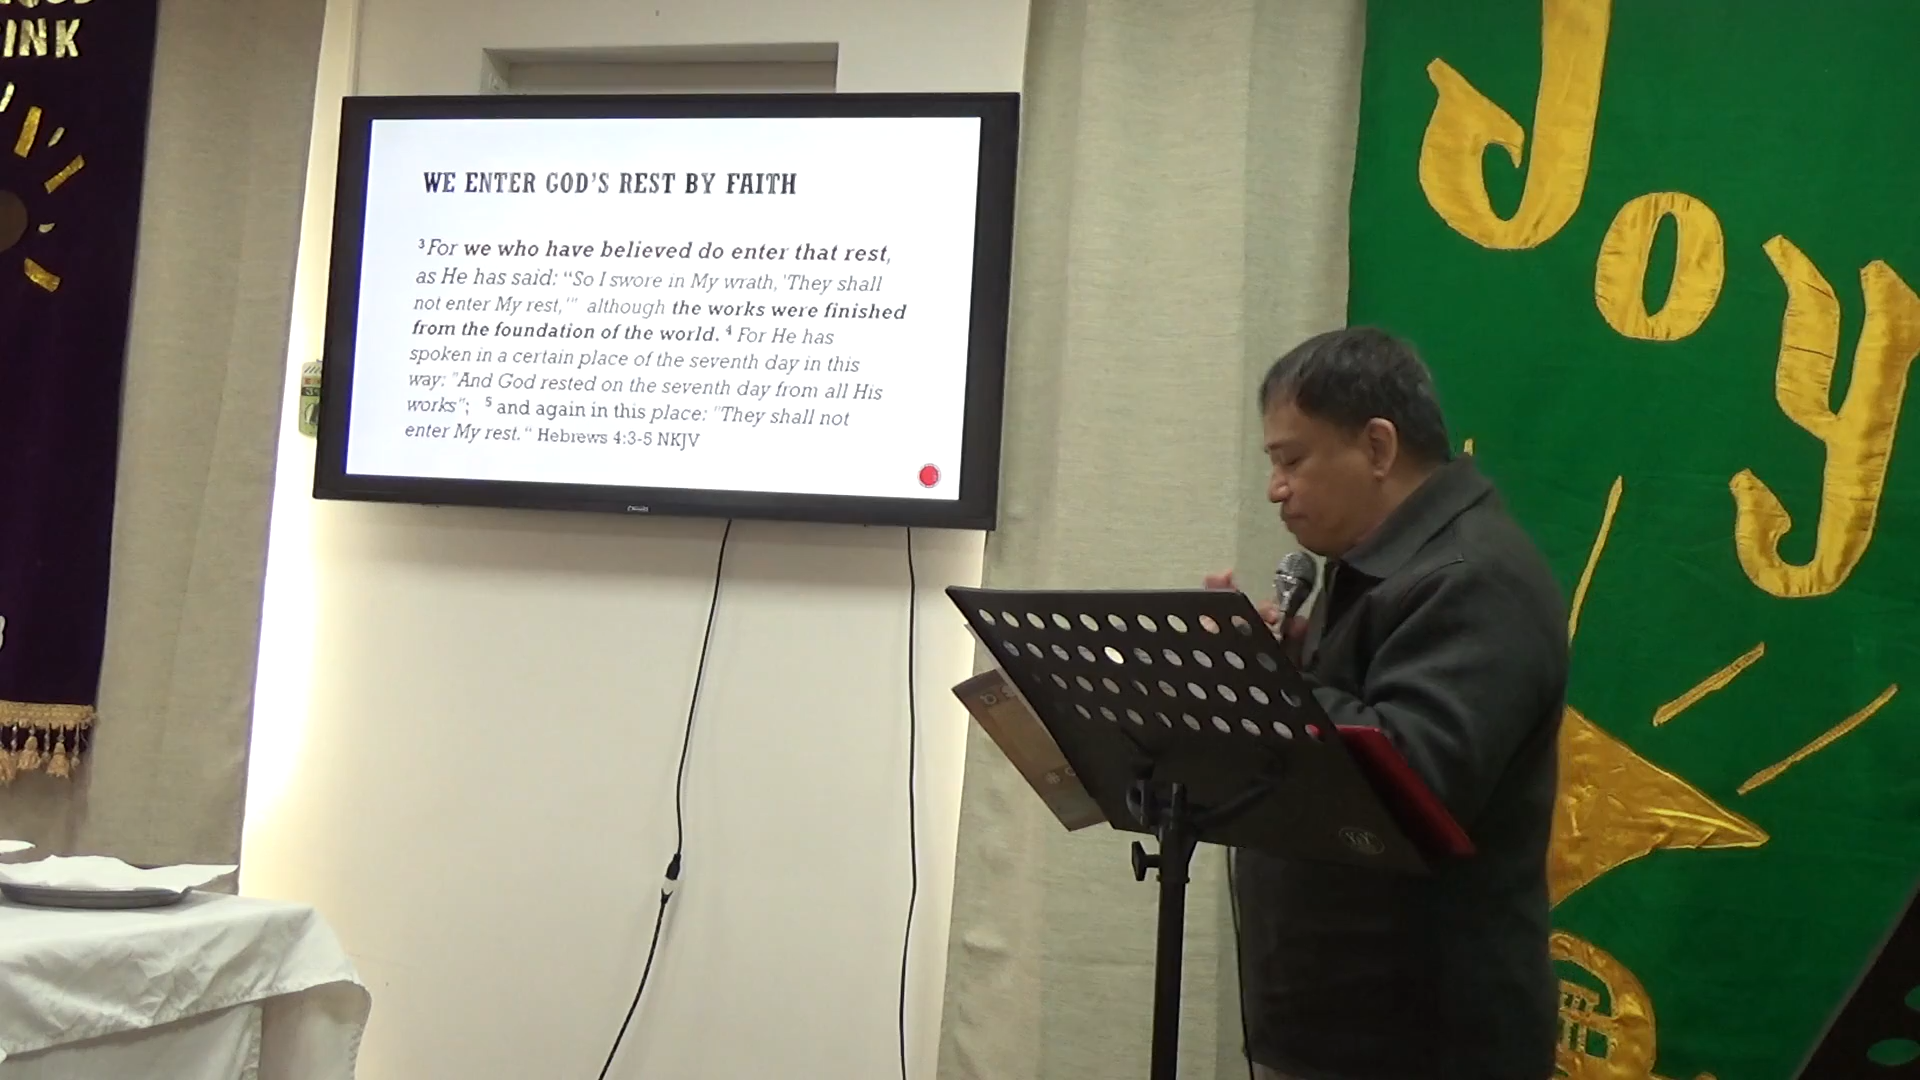 INK
WE ENTER GOD'S REST BY FAITH
³For we who have believed do enter that rest,
as He has said: “So I swore in My wrath, 'They shall
not enter My rest,'” although the works were finished
from the foundation of the world. ⁴ For He has
spoken in a certain place of the seventh day in this
way: "And God rested on the seventh day from all His
works"; ⁵ and again in this place: "They shall not
enter My rest." Hebrews 4:3-5 NKJV
Joy